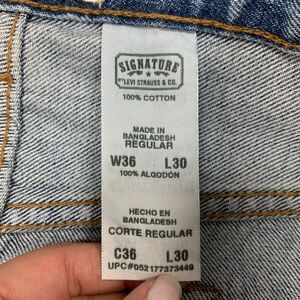 SIGNATURE
BY LEVI STRAUSS & CO.
100% COTTON
MADE IN
BANGLADESH
REGULAR
W36 L30
100% ALGODÓN
HECHO EN
BANGLADESH
CORTE REGULAR
C36 L30
UPC#052177373449